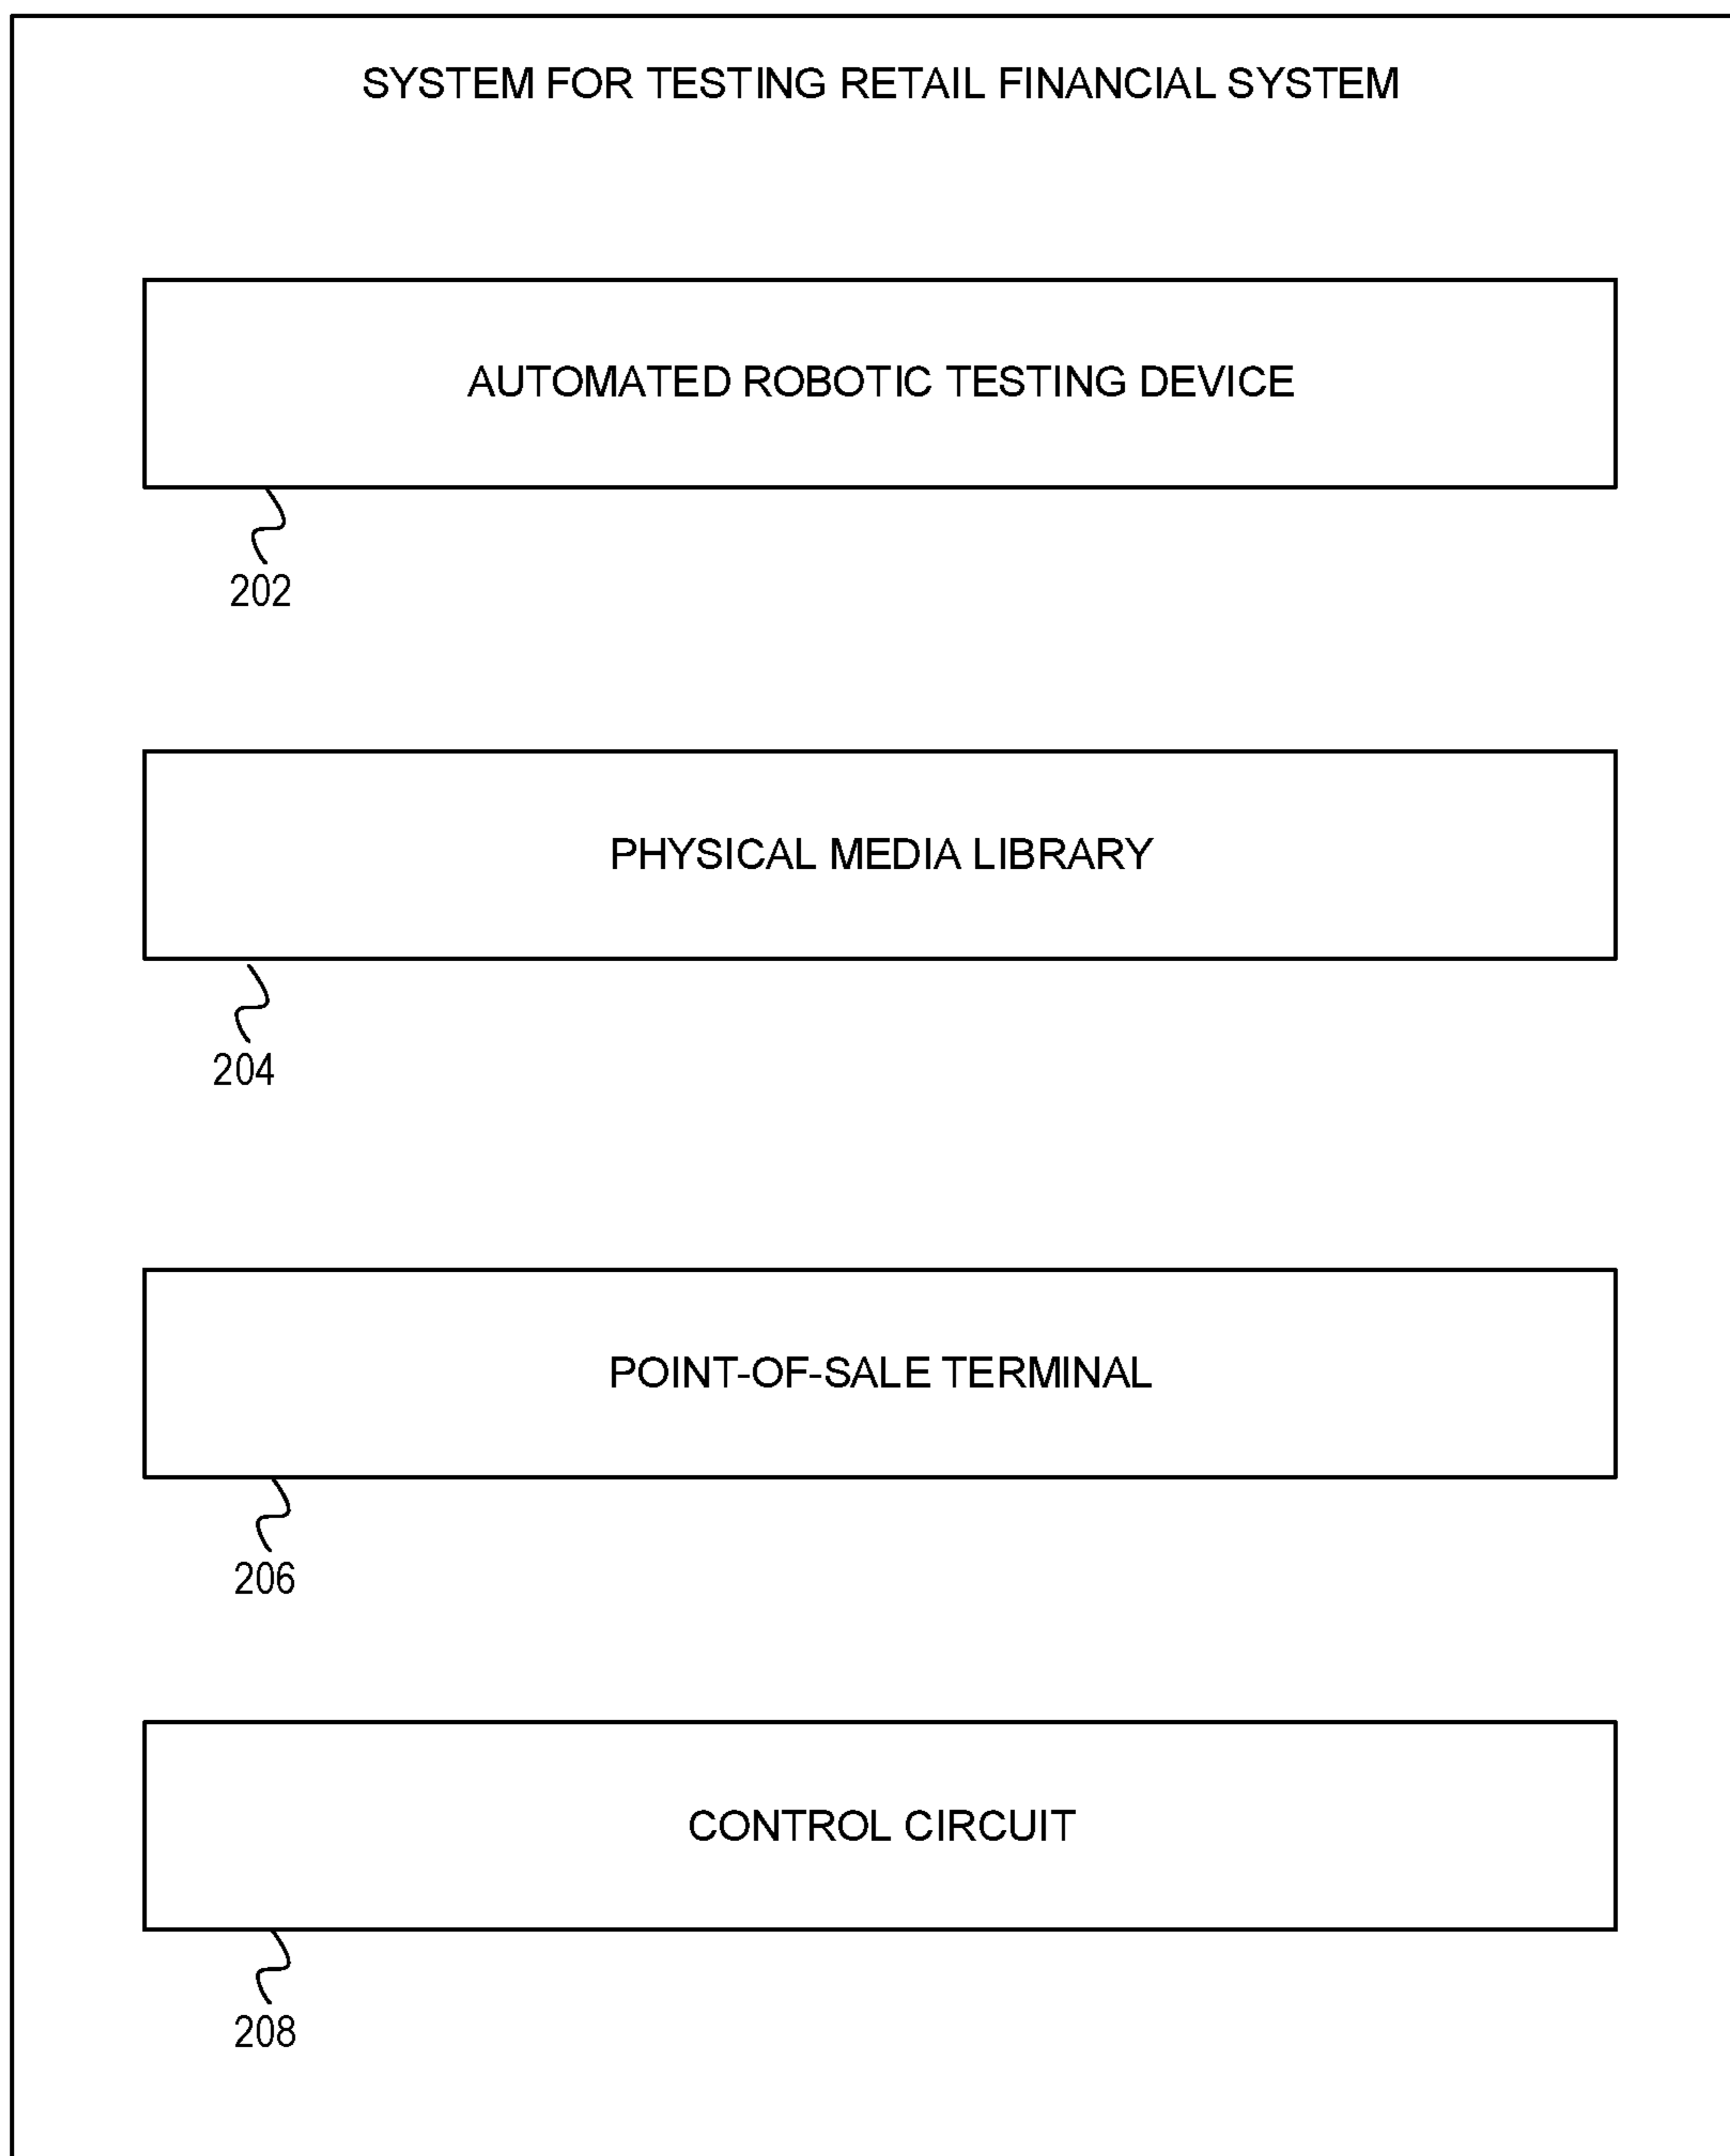 SYSTEM FOR TESTING RETAIL FINANCIAL SYSTEM
AUTOMATED ROBOTIC TESTING DEVICE
202
PHYSICAL MEDIA LIBRARY
204
POINT-OF-SALE TERMINAL
206
CONTROL CIRCUIT
208